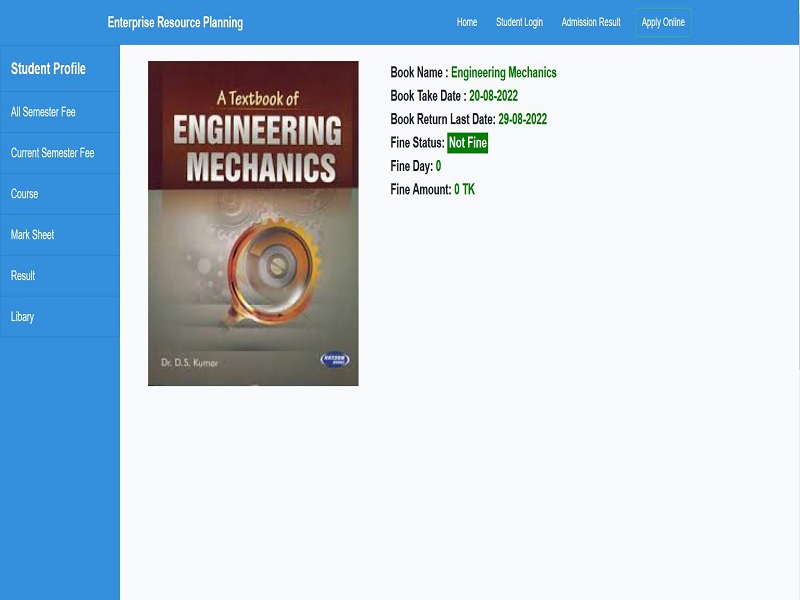 Enterprise Resource Planning
Home
Student Login
Admission Result
Apply Online
Student Profile
All Semester Fee
Current Semester Fee
Course
Mark Sheet
Result
Libary
A Textbook of
ENGINEERING
MECHANICS
Dr. D.S. Kumar
Book Name : Engineering Mechanics
Book Take Date : 20-08-2022
Book Return Last Date: 29-08-2022
Fine Status: Not Fine
Fine Day: 0
Fine Amount: 0 TK